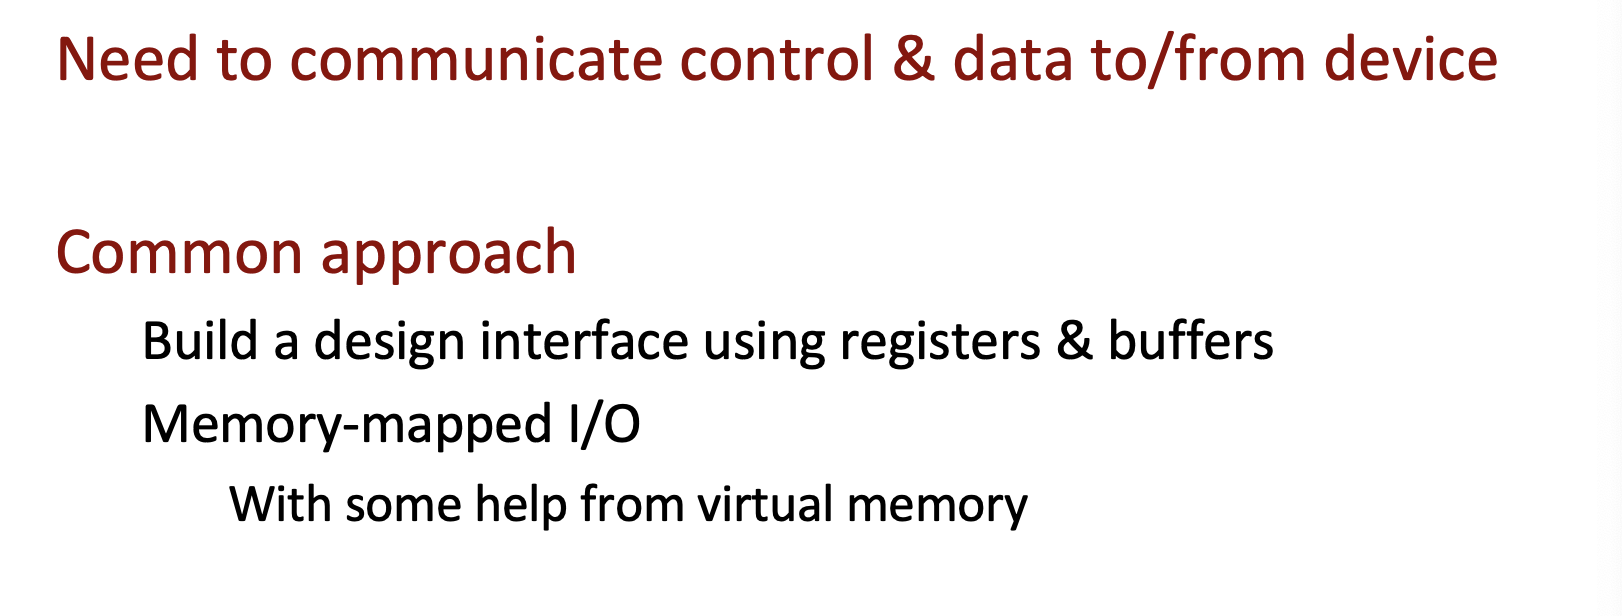 Need to communicate control & data to/from device
Common approach
Build a design interface using registers & buffers
Memory-mapped I/O
With some help from virtual memory